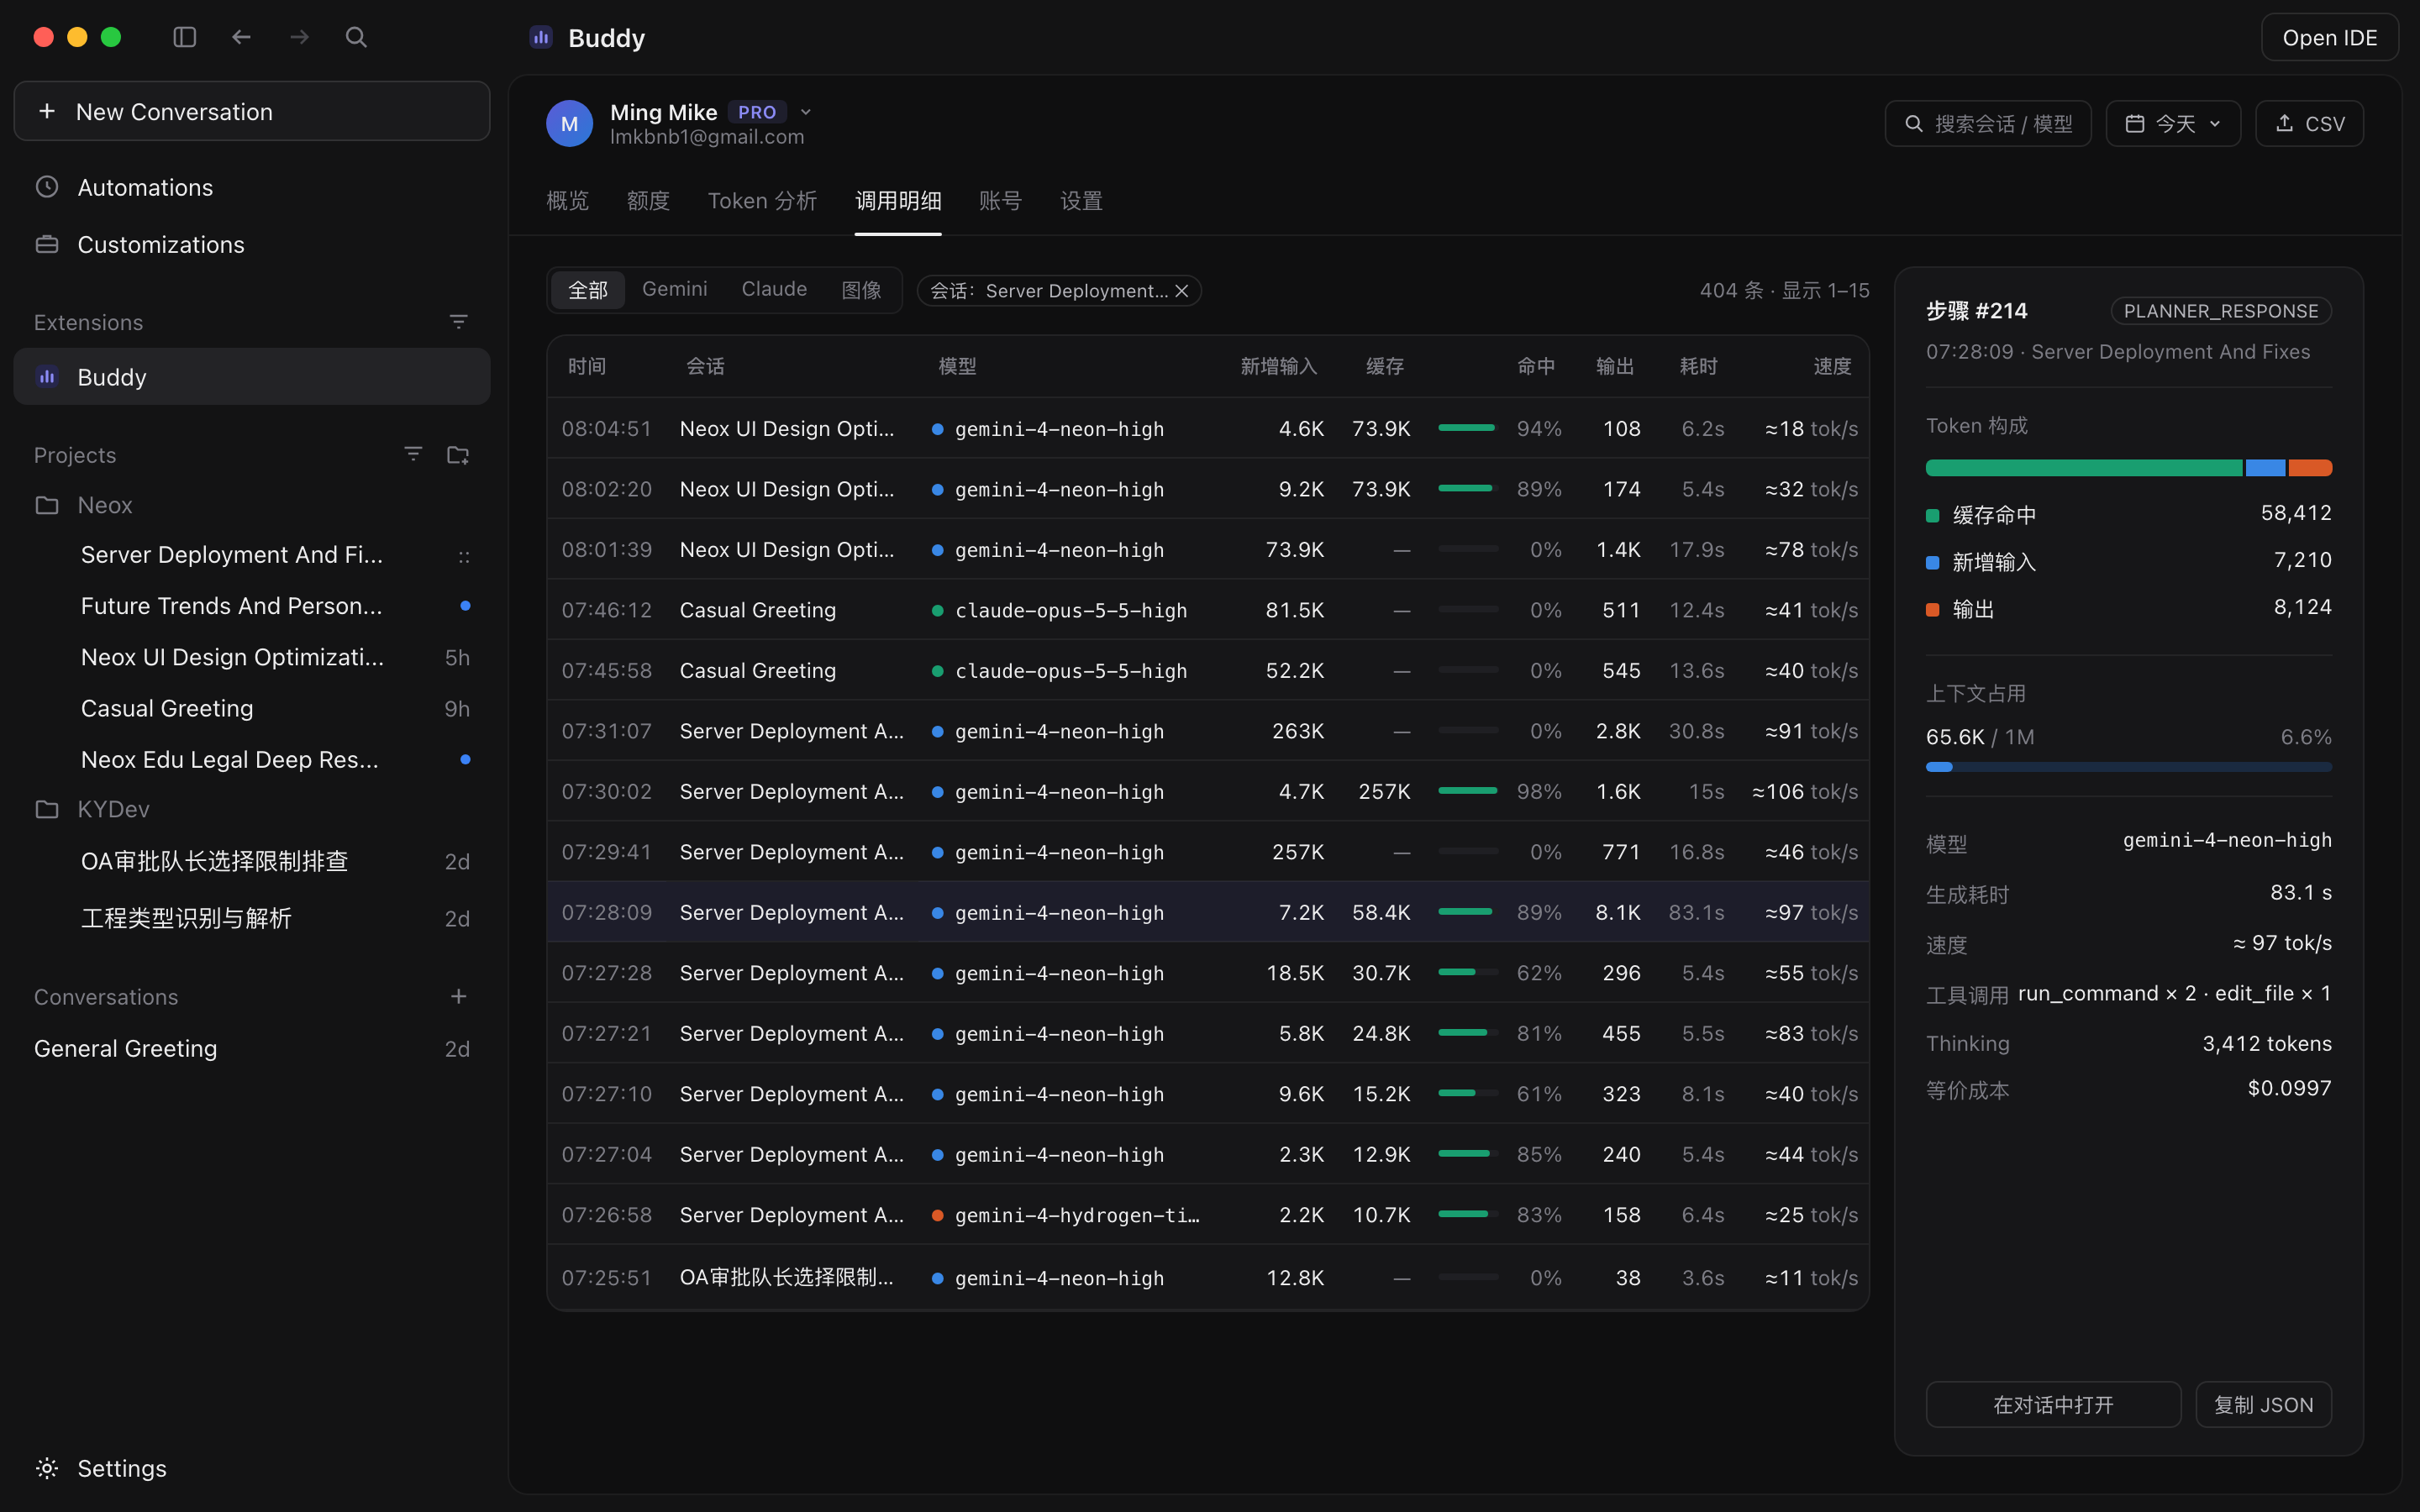 Buddy
Open IDE
New Conversation
Automations
Customizations
Extensions
Buddy
Projects
Neox
Server Deployment And Fi...
Future Trends And Person...
Neox UI Design Optimizati... 5h
Casual Greeting 9h
Neox Edu Legal Deep Res...
KYDev
OA审批队长选择限制排查 2d
工程类型识别与解析 2d
Conversations
General Greeting 2d
Settings
M
Ming Mike PRO
lmkbnb1@gmail.com
搜索会话 / 模型 今天 CSV
概览 额度 Token 分析 调用明细 账号 设置
全部 Gemini Claude 图像 会话: Server Deployment... 404 条 · 显示 1–15
时间 会话 模型 新增输入 缓存 命中 输出 耗时 速度
08:04:51 Neox UI Design Opti... gemini-4-neon-high 4.6K 73.9K 94% 108 6.2s ≈18 tok/s
08:02:20 Neox UI Design Opti... gemini-4-neon-high 9.2K 73.9K 89% 174 5.4s ≈32 tok/s
08:01:39 Neox UI Design Opti... gemini-4-neon-high 73.9K — 0% 1.4K 17.9s ≈78 tok/s
07:46:12 Casual Greeting claude-opus-5-5-high 81.5K — 0% 511 12.4s ≈41 tok/s
07:45:58 Casual Greeting claude-opus-5-5-high 52.2K — 0% 545 13.6s ≈40 tok/s
07:31:07 Server Deployment A... gemini-4-neon-high 263K — 0% 2.8K 30.8s ≈91 tok/s
07:30:02 Server Deployment A... gemini-4-neon-high 4.7K 257K 98% 1.6K 15s ≈106 tok/s
07:29:41 Server Deployment A... gemini-4-neon-high 257K — 0% 771 16.8s ≈46 tok/s
07:28:09 Server Deployment A... gemini-4-neon-high 7.2K 58.4K 89% 8.1K 83.1s ≈97 tok/s
07:27:28 Server Deployment A... gemini-4-neon-high 18.5K 30.7K 62% 296 5.4s ≈55 tok/s
07:27:21 Server Deployment A... gemini-4-neon-high 5.8K 24.8K 81% 455 5.5s ≈83 tok/s
07:27:10 Server Deployment A... gemini-4-neon-high 9.6K 15.2K 61% 323 8.1s ≈40 tok/s
07:27:04 Server Deployment A... gemini-4-neon-high 2.3K 12.9K 85% 240 5.4s ≈44 tok/s
07:26:58 Server Deployment A... gemini-4-hydrogen-ti... 2.2K 10.7K 83% 158 6.4s ≈25 tok/s
07:25:51 OA审批队长选择限制... gemini-4-neon-high 12.8K — 0% 38 3.6s ≈11 tok/s
步骤 #214 PLANNER_RESPONSE
07:28:09 · Server Deployment And Fixes
Token 构成
缓存命中 58,412
新增输入 7,210
输出 8,124
上下文占用
65.6K / 1M 6.6%
模型 gemini-4-neon-high
生成耗时 83.1 s
速度 ≈ 97 tok/s
工具调用 run_command × 2 · edit_file × 1
Thinking 3,412 tokens
等价成本 $0.0997
在对话中打开 复制 JSON